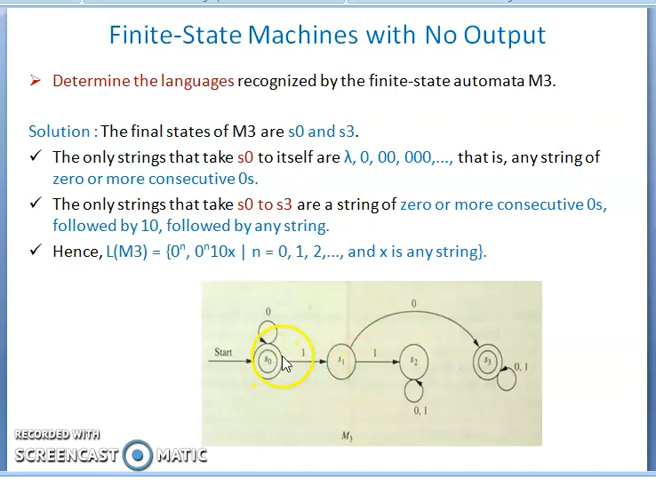 Finite-State Machines with No Output
➢ Determine the languages recognized by the finite-state automata M3.
Solution : The final states of M3 are s0 and s3.
✓ The only strings that take s0 to itself are λ, 0, 00, 000,..., that is, any string of
zero or more consecutive 0s.
✓ The only strings that take s0 to s3 are a string of zero or more consecutive 0s,
followed by 10, followed by any string.
✓ Hence, L(M3) = {0ⁿ, 0ⁿ10x | n = 0, 1, 2,..., and x is any string}.
0
0
Start
s₀
1
s₁
1
s₂
s₃
0, 1
0, 1
M₃
RECORDED WITH
SCREENCAST MATIC